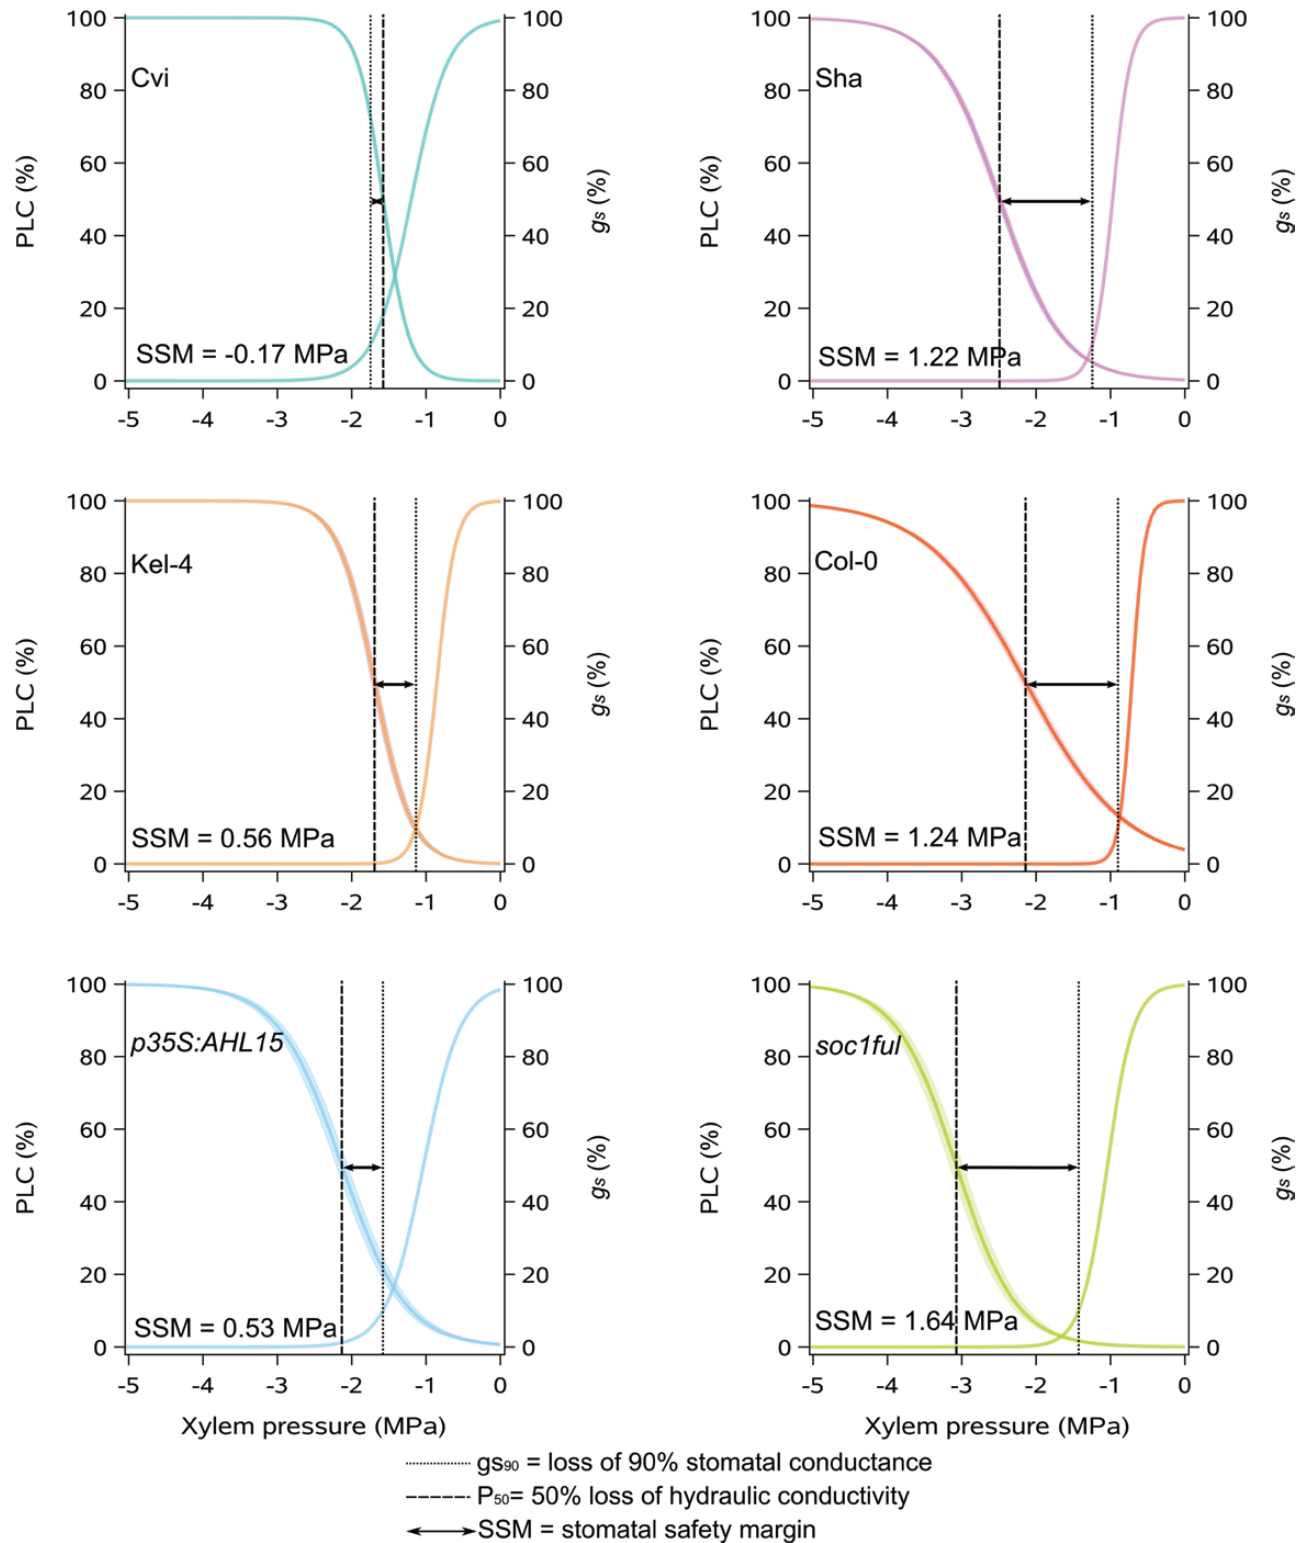 100
80
60
40
20
0
PLC (%)
Cvi
SSM = -0.17 MPa
100
80
60
40
20
0
gs (%)
-5 -4 -3 -2 -1 0
100
80
60
40
20
0
PLC (%)
Sha
SSM = 1.22 MPa
100
80
60
40
20
0
gs (%)
-5 -4 -3 -2 -1 0
100
80
60
40
20
0
PLC (%)
Kel-4
SSM = 0.56 MPa
100
80
60
40
20
0
gs (%)
-5 -4 -3 -2 -1 0
100
80
60
40
20
0
PLC (%)
Col-0
SSM = 1.24 MPa
100
80
60
40
20
0
gs (%)
-5 -4 -3 -2 -1 0
100
80
60
40
20
0
PLC (%)
p35S:AHL15
SSM = 0.53 MPa
100
80
60
40
20
0
gs (%)
-5 -4 -3 -2 -1 0
Xylem pressure (MPa)
100
80
60
40
20
0
PLC (%)
soc1ful
SSM = 1.64 MPa
100
80
60
40
20
0
gs (%)
-5 -4 -3 -2 -1 0
Xylem pressure (MPa)
gs₉₀ = loss of 90% stomatal conductance
P₅₀= 50% loss of hydraulic conductivity
SSM = stomatal safety margin